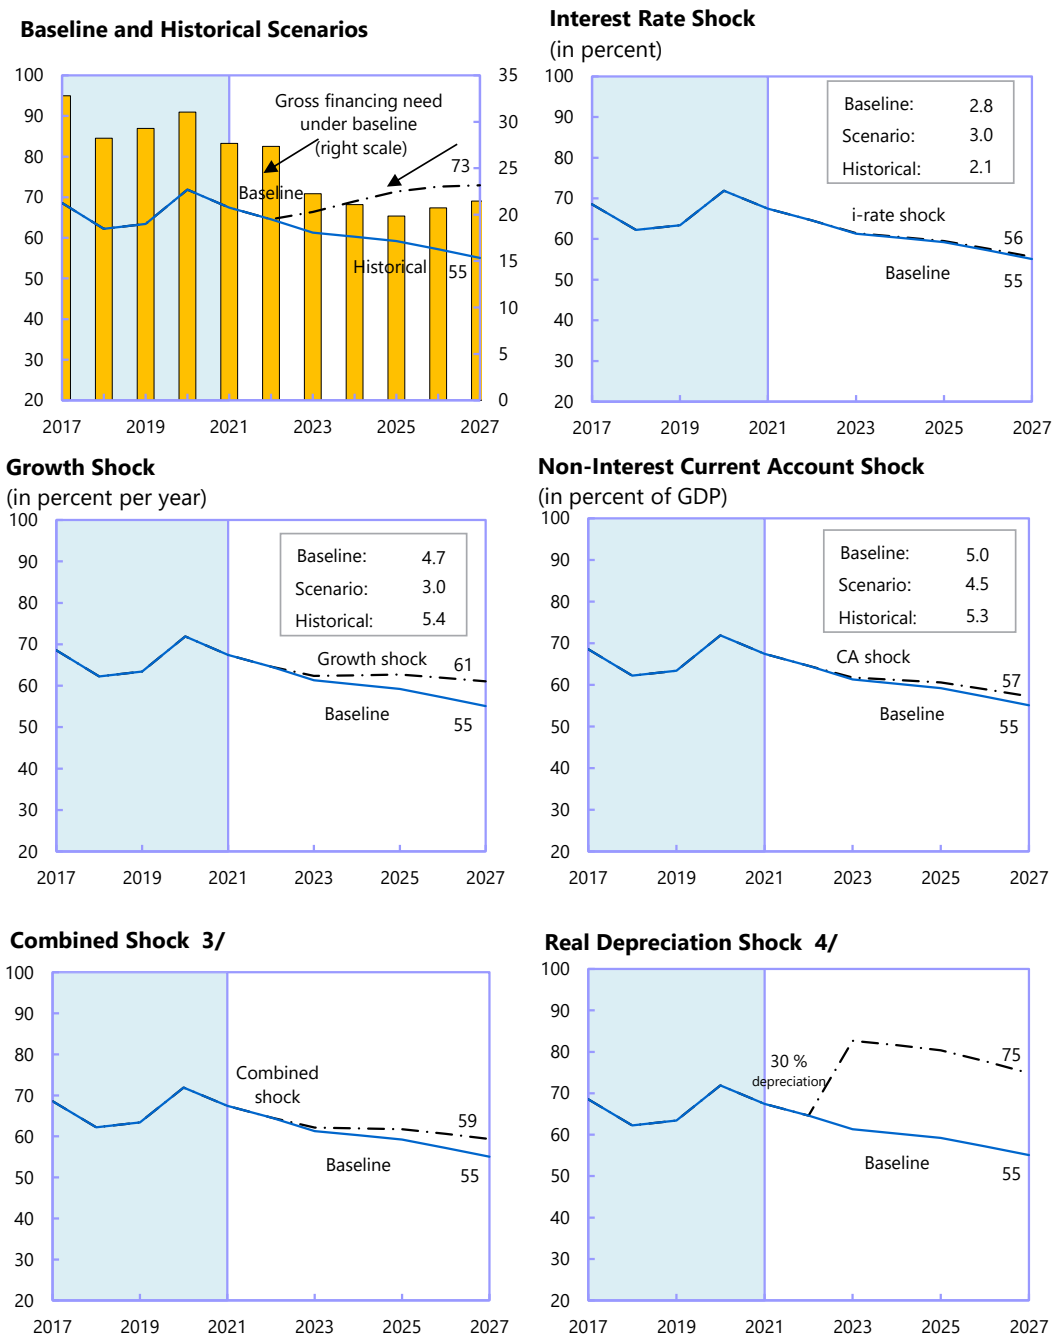 Baseline and Historical Scenarios
100
90
80
70
60
50
40
30
20
35
30
25
20
15
10
5
0
Gross financing need
under baseline
(right scale)
73
Baseline
Historical
55
2017 2019 2021 2023 2025 2027
Interest Rate Shock
(in percent)
100
90
80
70
60
50
40
30
20
Baseline: 2.8
Scenario: 3.0
Historical: 2.1
i-rate shock
56
Baseline
55
2017 2019 2021 2023 2025 2027
Growth Shock
(in percent per year)
100
90
80
70
60
50
40
30
20
Baseline: 4.7
Scenario: 3.0
Historical: 5.4
Growth shock
61
Baseline
55
2017 2019 2021 2023 2025 2027
Non-Interest Current Account Shock
(in percent of GDP)
100
90
80
70
60
50
40
30
20
Baseline: 5.0
Scenario: 4.5
Historical: 5.3
CA shock
57
Baseline
55
2017 2019 2021 2023 2025 2027
Combined Shock 3/
100
90
80
70
60
50
40
30
20
Combined
shock
59
Baseline
55
2017 2019 2021 2023 2025 2027
Real Depreciation Shock 4/
100
90
80
70
60
50
40
30
20
30 %
depreciation
75
Baseline
55
2017 2019 2021 2023 2025 2027